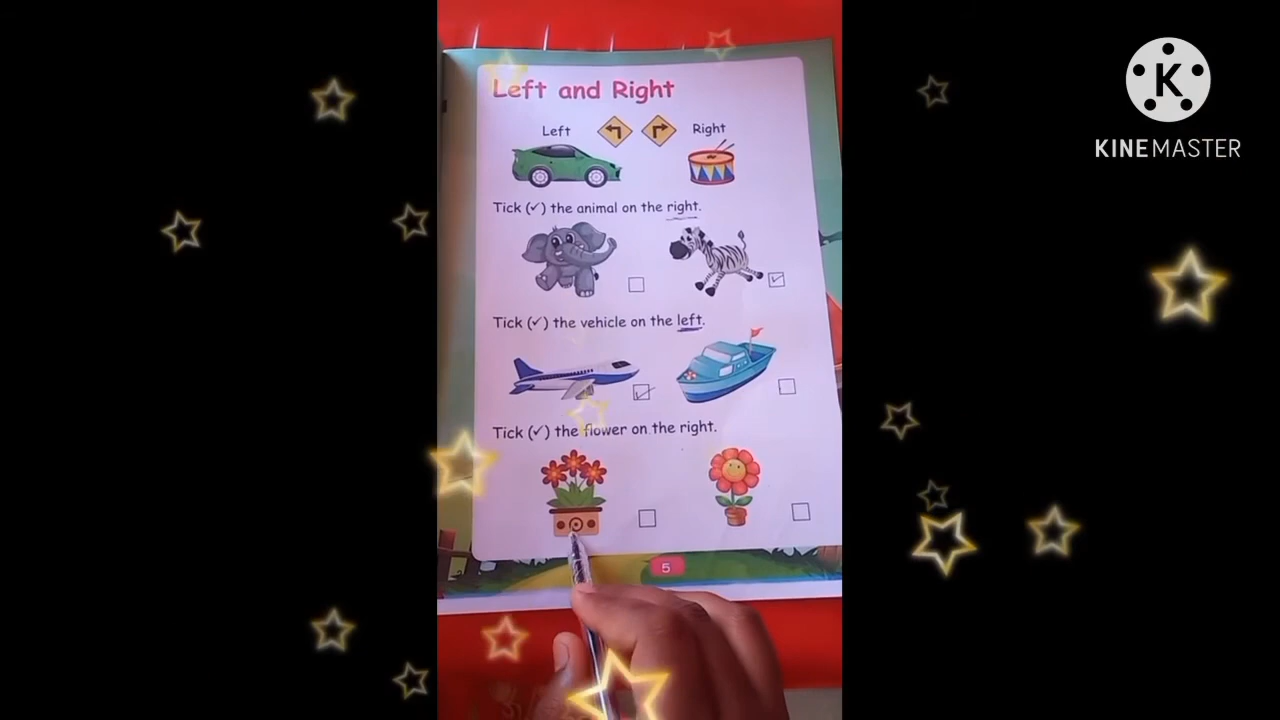 Left and Right
Left Right
Tick (✓) the animal on the right.
Tick (✓) the vehicle on the left.
Tick (✓) the flower on the right.
5
K
KINEMASTER